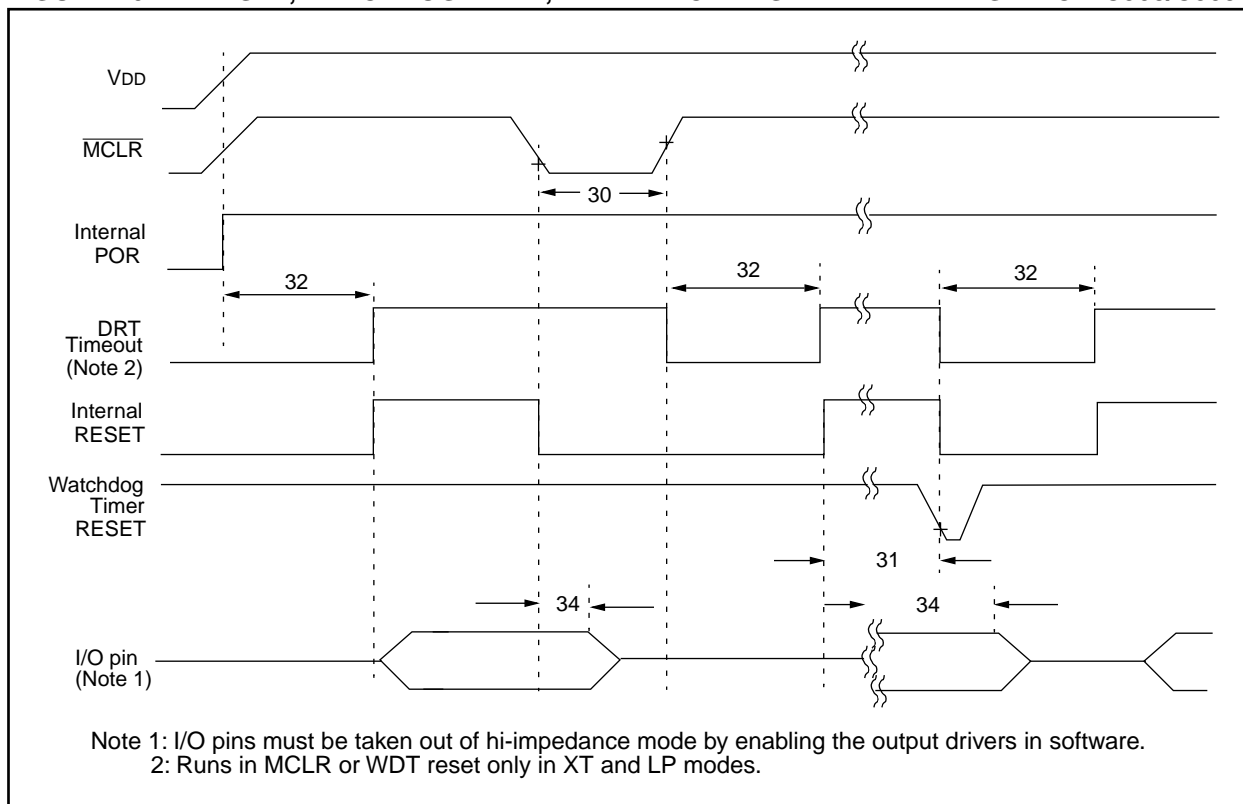 VDD
MCLR
30
Internal
POR
32
32
32
DRT
Timeout
(Note 2)
Internal
RESET
Watchdog
Timer
RESET
31
34
34
I/O pin
(Note 1)
Note 1: I/O pins must be taken out of hi-impedance mode by enabling the output drivers in software.
2: Runs in MCLR or WDT reset only in XT and LP modes.